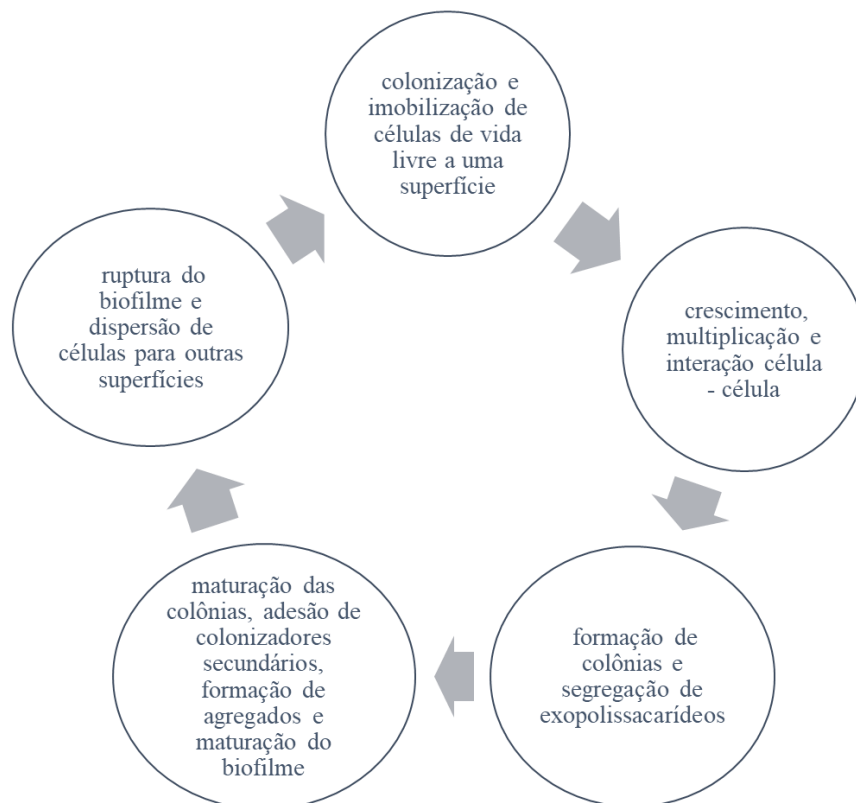 colonização e
imobilização de
células de vida
livre a uma
superfície
crescimento,
multiplicação e
interação célula
- célula
formação de
colônias e
segregação de
exopolissacarídeos
maturação das
colônias, adesão de
colonizadores
secundários,
formação de
agregados e
maturação do
biofilme
ruptura do
biofilme e
dispersão de
células para outras
superfícies